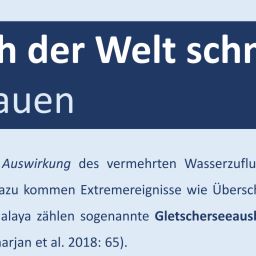 h der Welt schm
auen
Auswirkung des vermehrten Wasserzuflu
azu kommen Extremereignisse wie Übersch
alaya zählen sogenannte Gletscherseeausb
arjan et al. 2018: 65).